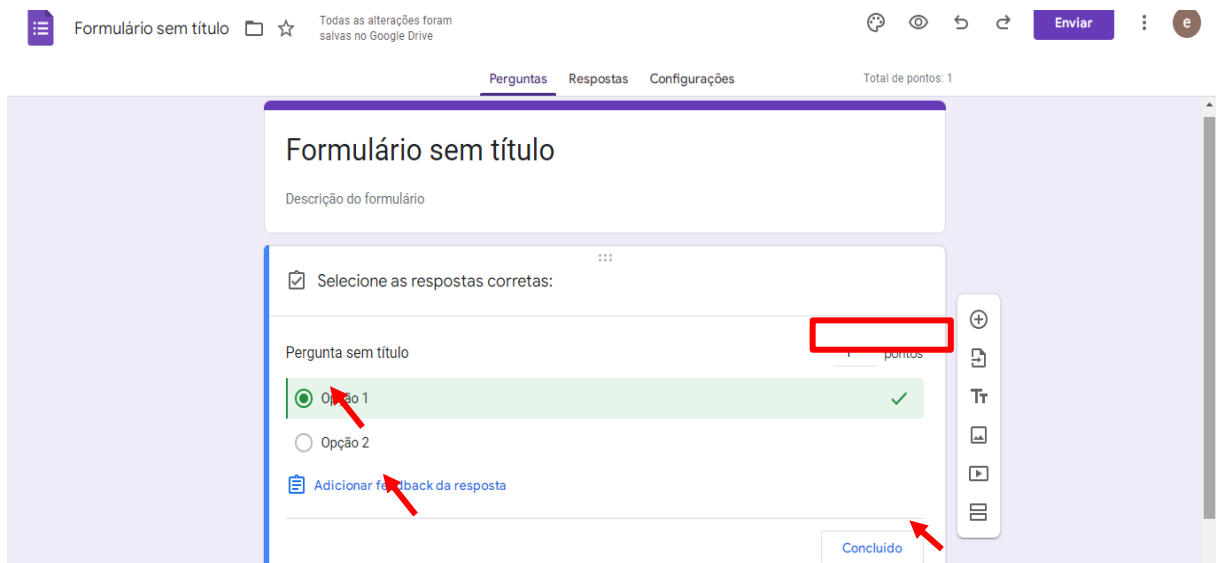 Formulário sem título
Todas as alterações foram
salvas no Google Drive
Enviar
e
Perguntas Respostas Configurações Total de pontos: 1
Formulário sem título
Descrição do formulário
Selecione as respostas corretas:
Pergunta sem título pontos
Opção 1
Opção 2
Adicionar feedback da resposta
Concluído